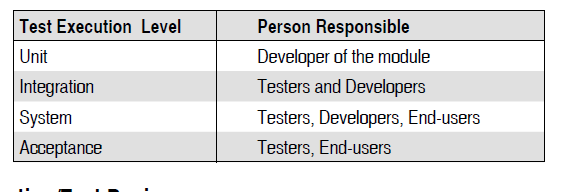 Test Execution Level Person Responsible
Unit Developer of the module
Integration Testers and Developers
System Testers, Developers, End-users
Acceptance Testers, End-users